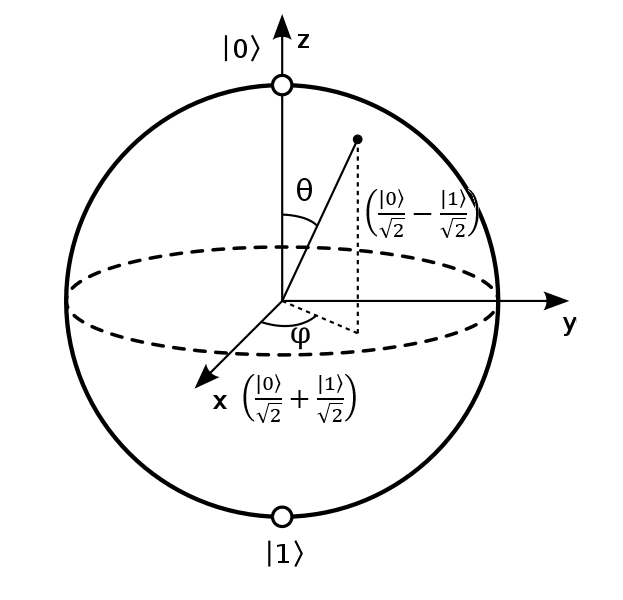 |0⟩
z
θ
(|0⟩/√2 − |1⟩/√2)
y
φ
x (|0⟩/√2 + |1⟩/√2)
|1⟩